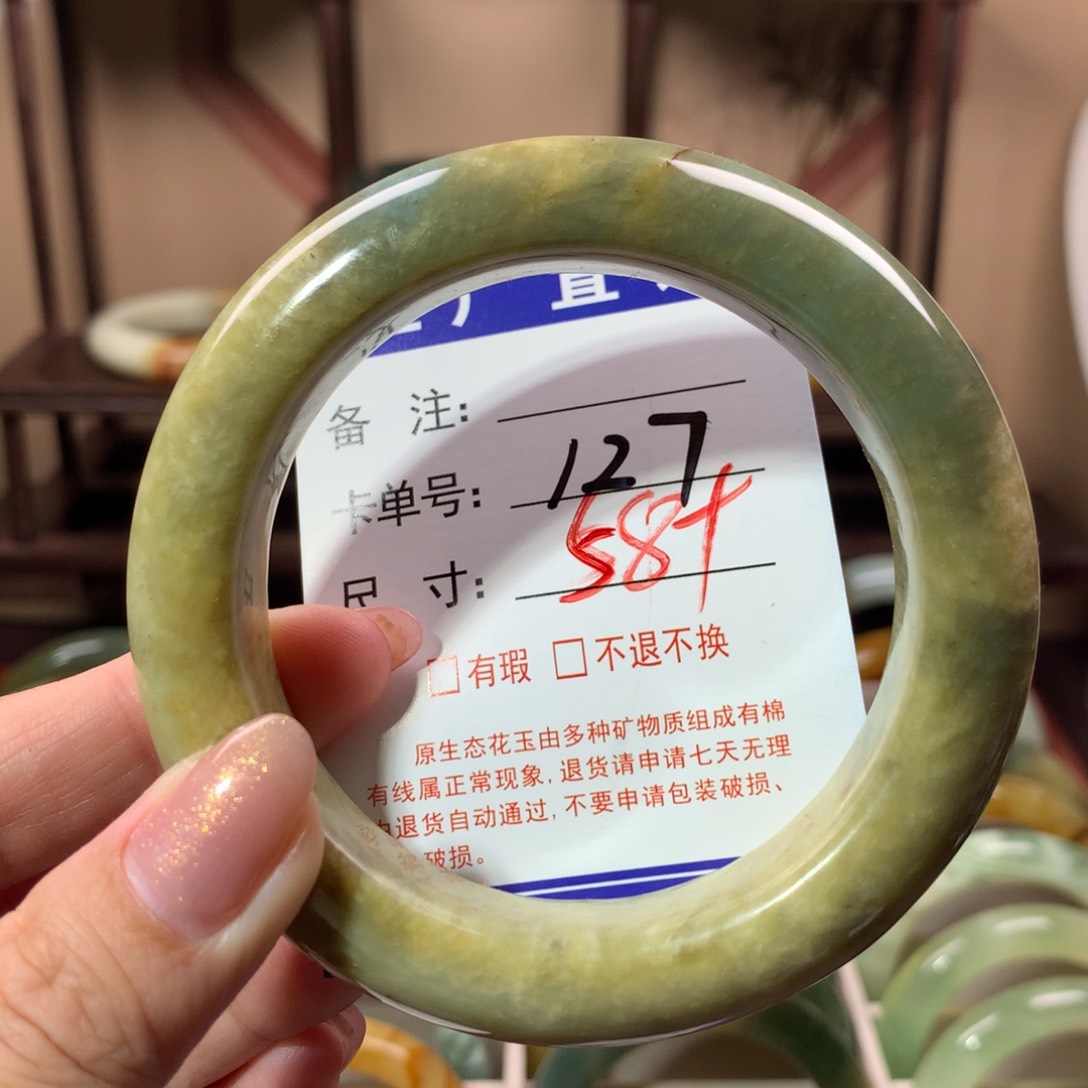 厂直
备 注:
卡单号: 127
尺 寸: 58+
□有瑕 □不退不换
原生态花玉由多种矿物质组成有棉
有线属正常现象,退货请申请七天无理
由退货自动通过,不要申请包装破损、
破损。